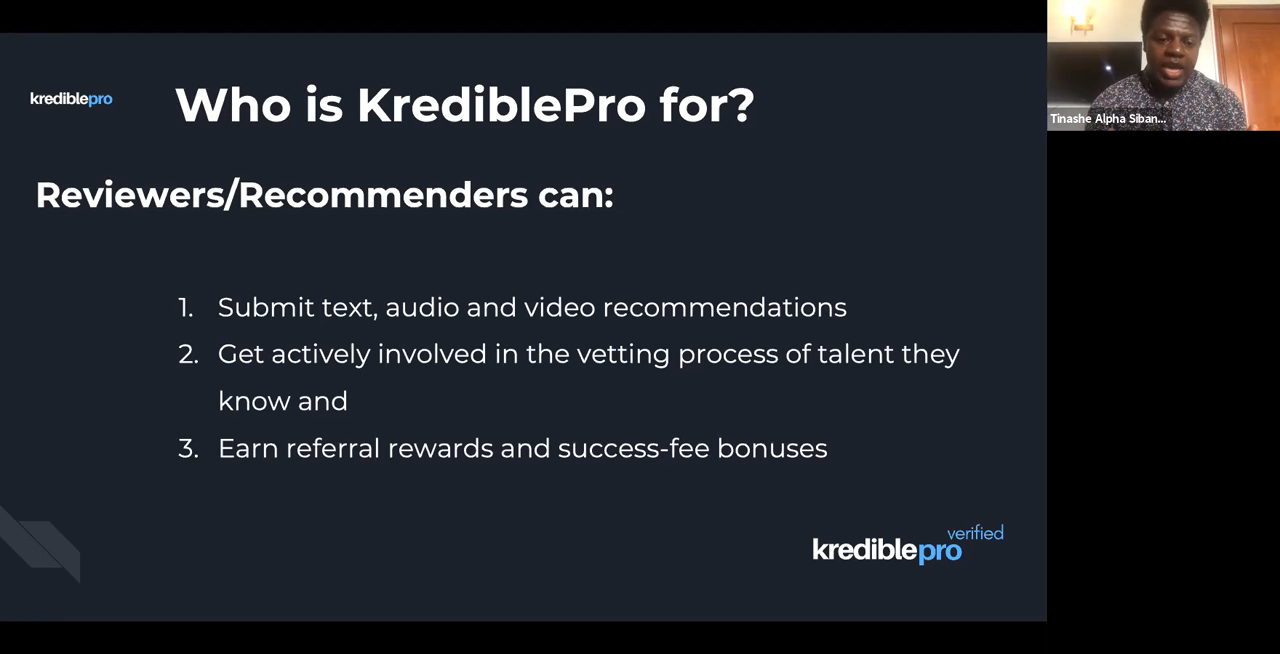 krediblepro
Who is KrediblePro for?
Reviewers/Recommenders can:
1. Submit text, audio and video recommendations
2. Get actively involved in the vetting process of talent they
know and
3. Earn referral rewards and success-fee bonuses
verified
krediblepro
Tinashe Alpha Siban...